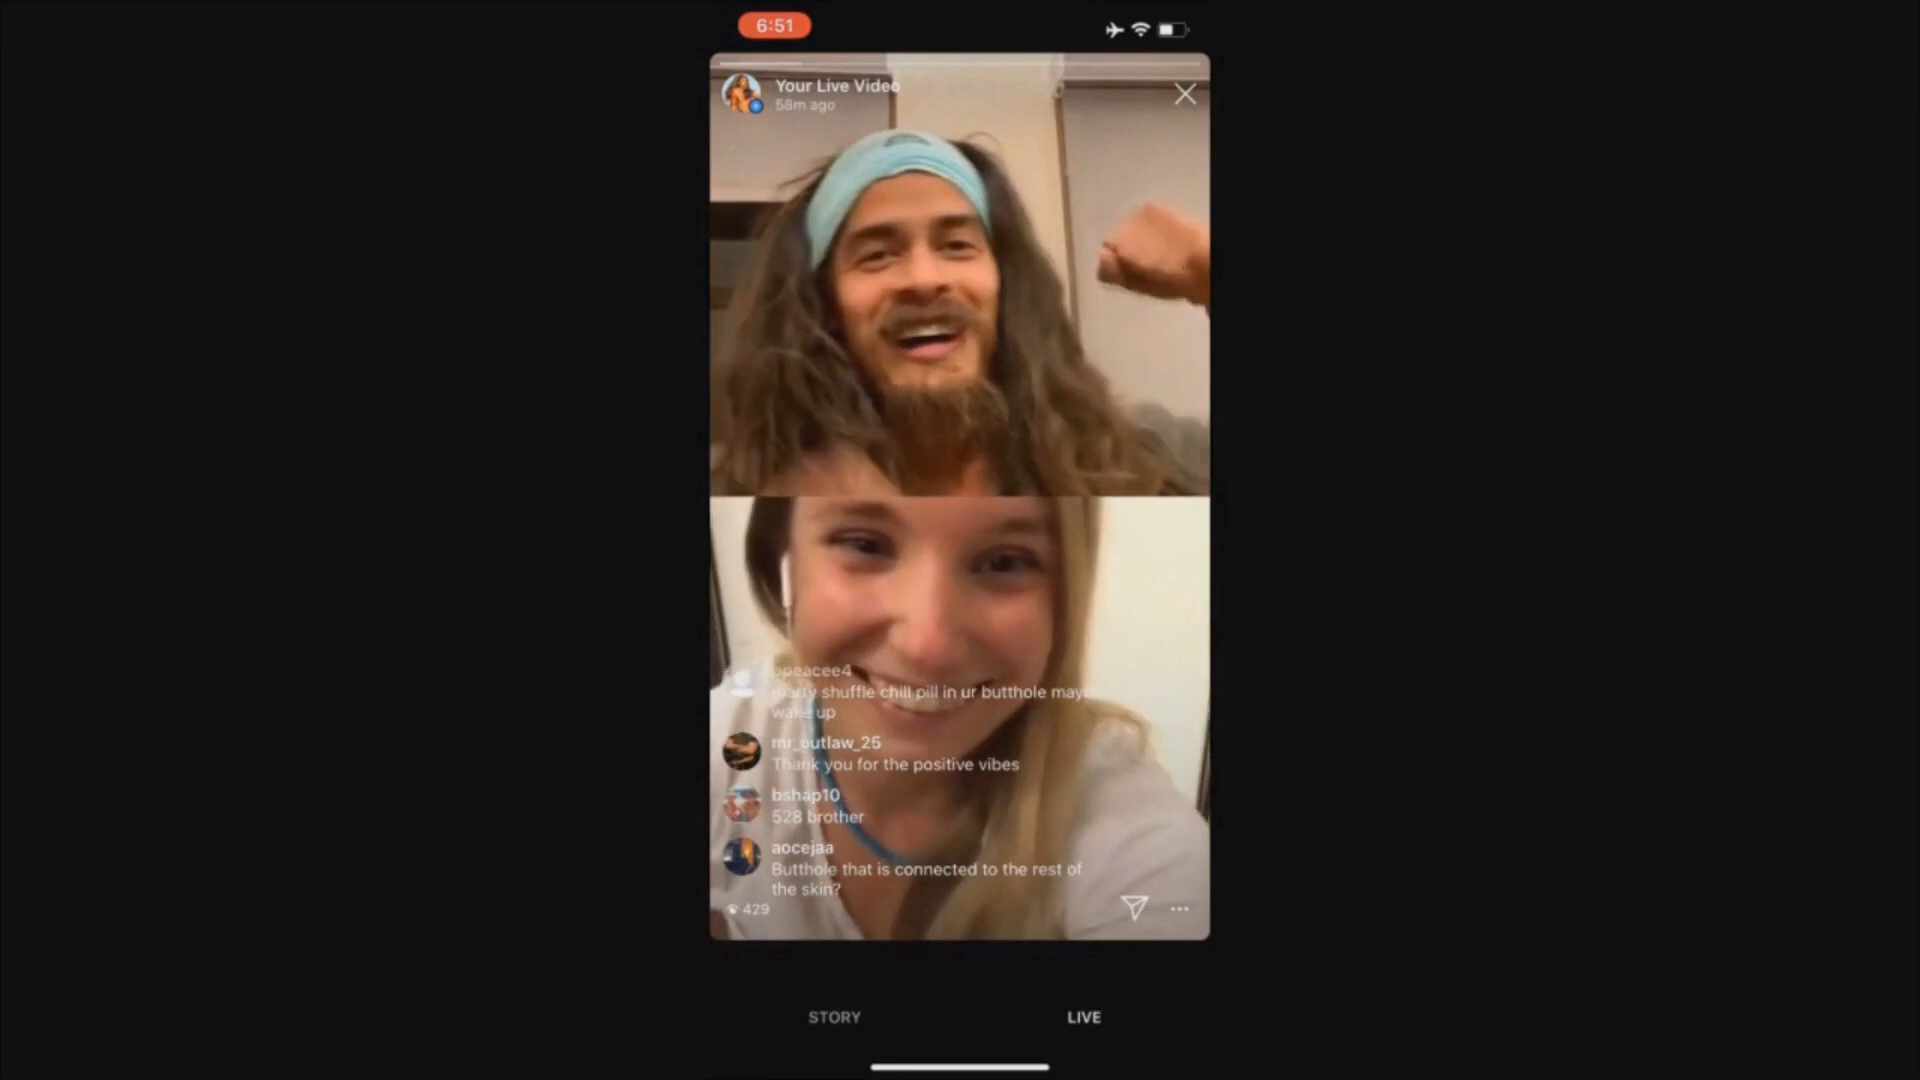 6:51
Your Live Video
58m ago
ppeacee4
marty shuffle chill pill in ur butthole
wake up
mr_outlaw_25
Thank you for the positive vibes
bshap10
528 brother
aocejaa
Butthole that is connected to the rest of
the skin?
429
STORY
LIVE